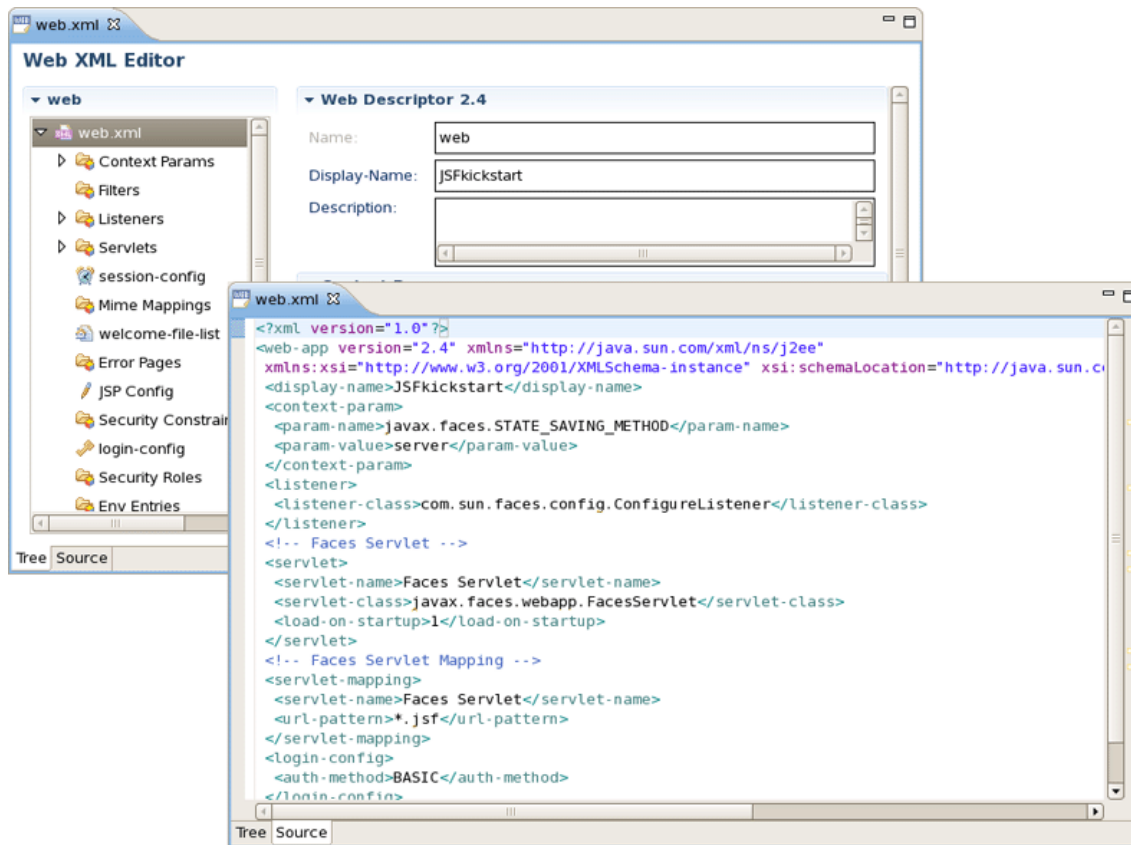 web.xml
Web XML Editor
web
web.xml
Context Params
Filters
Listeners
Servlets
session-config
Mime Mappings
welcome-file-list
Error Pages
JSP Config
Security
login-config
Security Roles
Env Entries
Tree Source
Web Descriptor 2.4
Name: web
Display-Name: JSFkickstart
Description:
web.xml
<?xml version="1.0"?>
<web-app version="2.4" xmlns="http://java.sun.com/xml/ns/j2ee"
xmlns:xsi="http://www.w3.org/2001/XMLSchema-instance" xsi:schemaLocation="http://java.sun.c
<display-name>JSFkickstart</display-name>
<context-param>
<param-name>javax.faces.STATE_SAVING_METHOD</param-name>
<param-value>server</param-value>
</context-param>
<listener>
<listener-class>com.sun.faces.config.ConfigureListener</listener-class>
</listener>
<!-- Faces Servlet -->
<servlet>
<servlet-name>Faces Servlet</servlet-name>
<servlet-class>javax.faces.webapp.FacesServlet</servlet-class>
<load-on-startup>1</load-on-startup>
</servlet>
<!-- Faces Servlet Mapping -->
<servlet-mapping>
<servlet-name>Faces Servlet</servlet-name>
<url-pattern>*.jsf</url-pattern>
</servlet-mapping>
<login-config>
<auth-method>BASIC</auth-method>
</login-config>
Tree Source